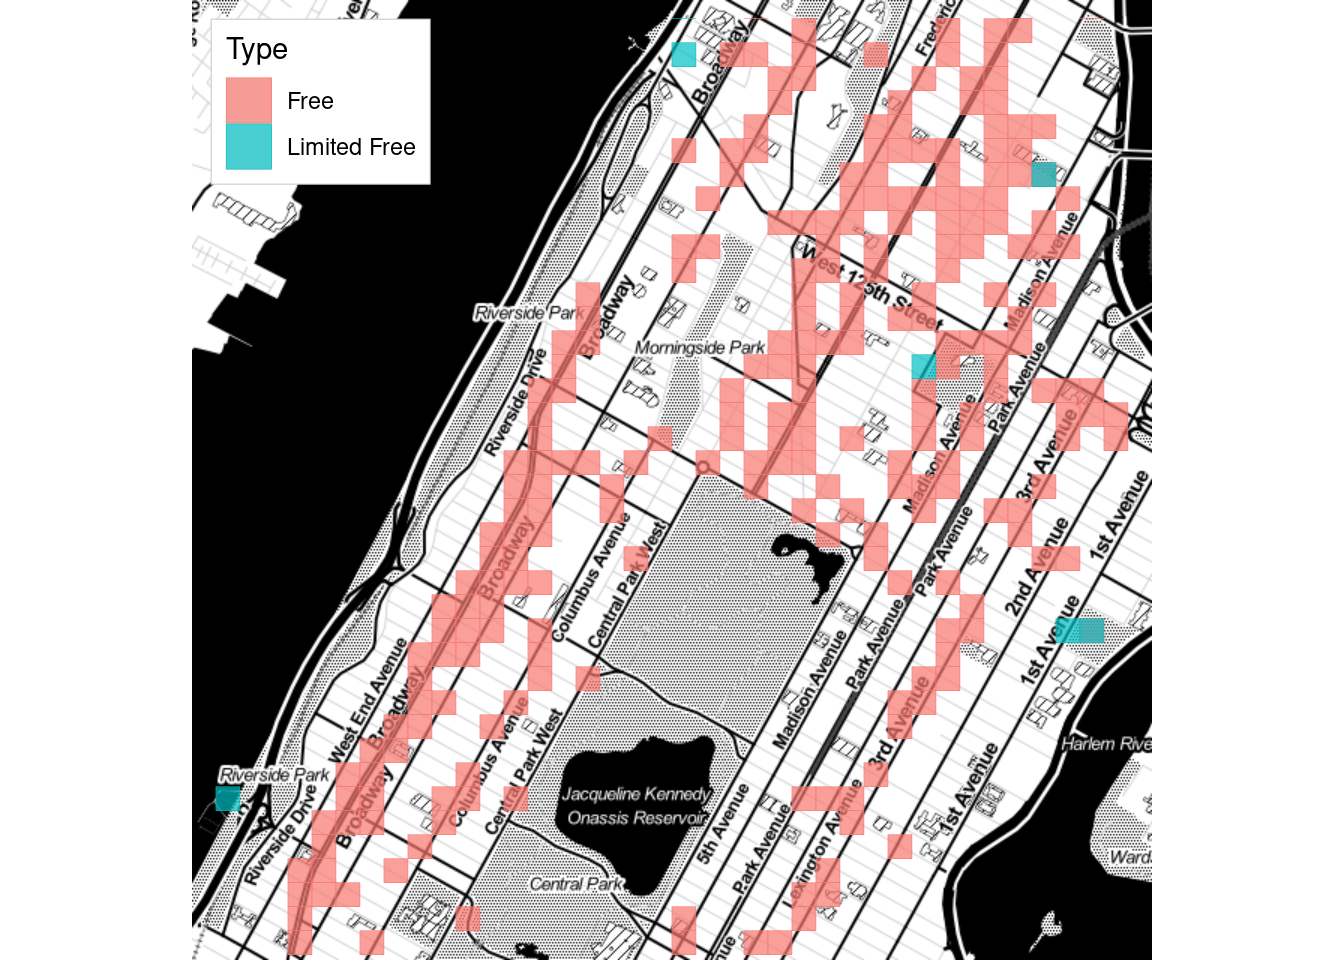 Type
Free
Limited Free
Broadway
Frederic
West 125th Street
Madison Avenue
Riverside Park
Broadway
Morningside Park
Riverside Drive
Park Avenue
Madison Avenue
3rd Avenue
1st Avenue
Broadway
Columbus Avenue
Central Park West
Park Avenue
2nd Avenue
1st Avenue
West End Avenue
Broadway
Madison Avenue
Park Avenue
3rd Avenue
Harlem Rive
Riverside Park
Riverside Drive
Broadway
Columbus Avenue
Central Park West
Jacqueline Kennedy
Onassis Reservoir
5th Avenue
Park Avenue
Lexington Avenue
1st Avenue
Wards
Central Park
nue